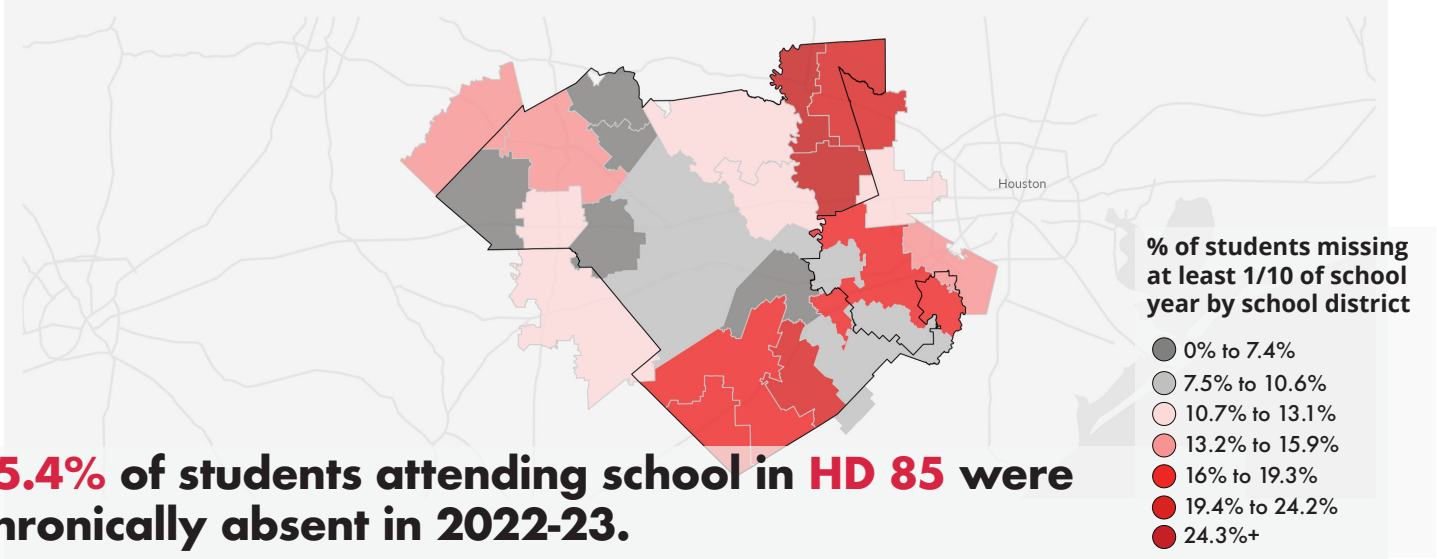 Houston
% of students missing
at least 1/10 of school
year by school district
0% to 7.4%
7.5% to 10.6%
10.7% to 13.1%
13.2% to 15.9%
16% to 19.3%
19.4% to 24.2%
24.3%+
5.4% of students attending school in HD 85 were
hronically absent in 2022-23.